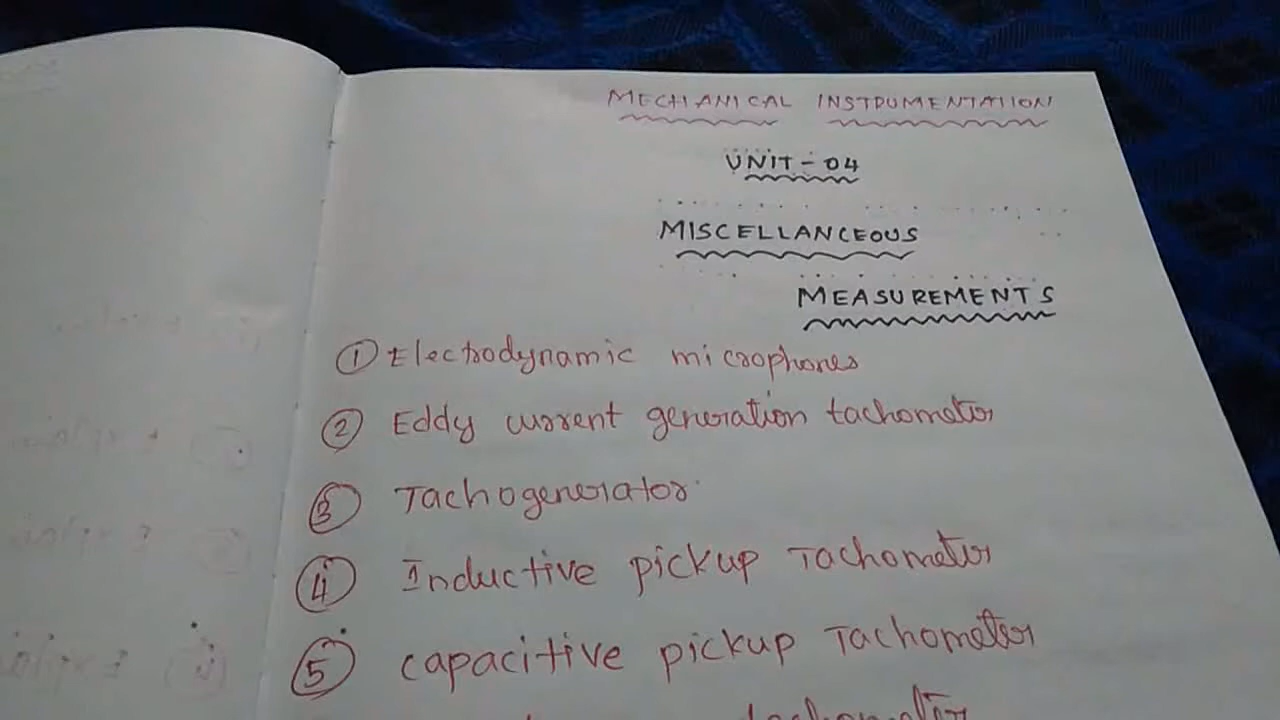 MECHANICAL INSTRUMENTATION
UNIT-04
MISCELLANCEOUS
MEASUREMENTS
① Electrodynamic microphones
② Eddy current generation tachometer
③ Tachogenerator
④ Inductive pickup Tachometer
⑤ capacitive pickup Tachometer
tachometer